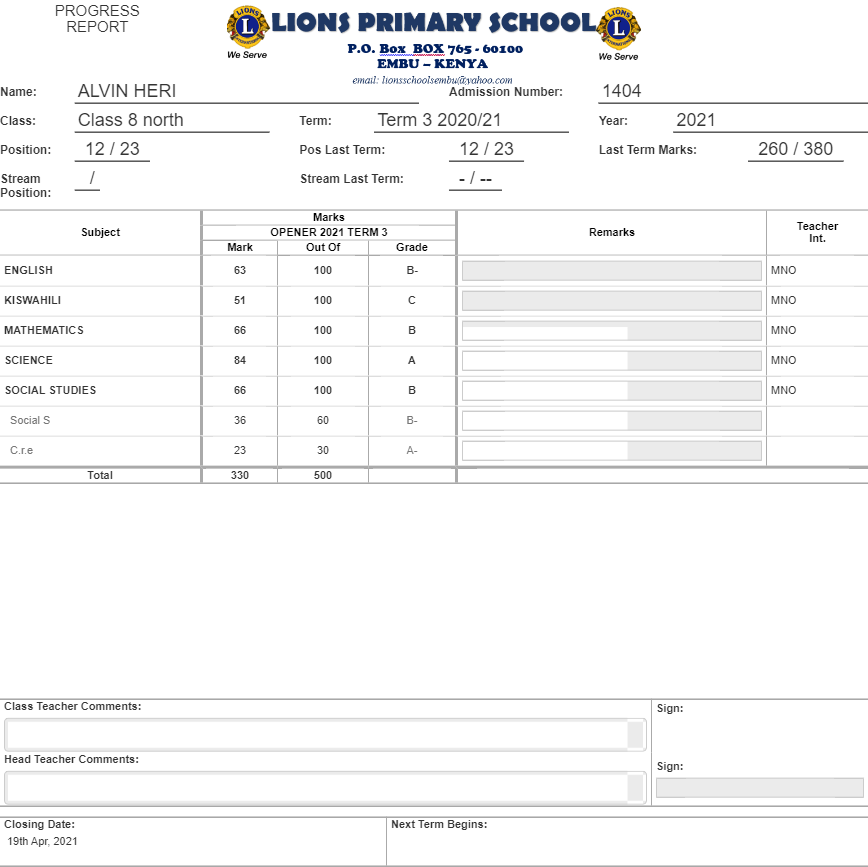 PROGRESS
REPORT
LIONS
L
We Serve
LIONS PRIMARY SCHOOL
LIONS
L
We Serve
P.O. Box BOX 765 - 60100
EMBU – KENYA
email: lionsschoolsembu@yahoo.com
Name: ALVIN HERI Admission Number: 1404
Class: Class 8 north Term: Term 3 2020/21 Year: 2021
Position: 12 / 23 Pos Last Term: 12 / 23 Last Term Marks: 260 / 380
Stream Position: / Stream Last Term: - / --
Subject Marks Remarks Teacher Int.
OPENER 2021 TERM 3
Mark Out Of Grade
ENGLISH 63 100 B- MNO
KISWAHILI 51 100 C MNO
MATHEMATICS 66 100 B MNO
SCIENCE 84 100 A MNO
SOCIAL STUDIES 66 100 B MNO
Social S 36 60 B-
C.r.e 23 30 A-
Total 330 500
Class Teacher Comments: Sign:
Head Teacher Comments: Sign:
Closing Date: Next Term Begins:
19th Apr, 2021